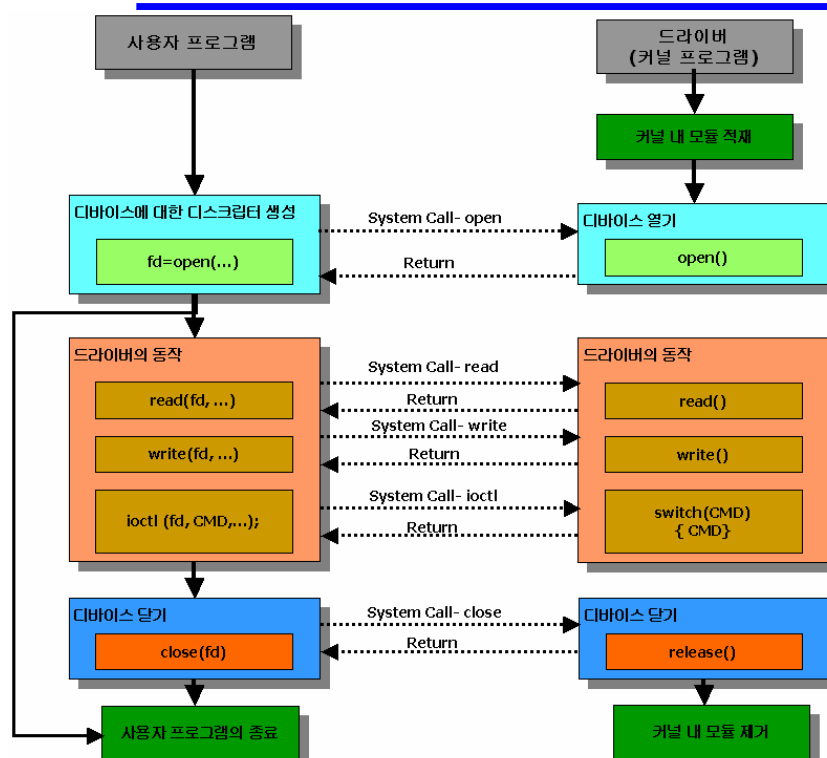 사용자 프로그램
드라이버
(커널 프로그램)
커널 내 모듈 적재
디바이스에 대한 디스크립터 생성
System Call- open
디바이스 열기
fd=open(...)
Return
open()
드라이버의 동작
System Call- read
드라이버의 동작
read(fd, ...)
Return
read()
System Call- write
write(fd, ...)
Return
write()
System Call- ioctl
ioctl (fd, CMD,...);
Return
switch(CMD)
{ CMD}
디바이스 닫기
System Call- close
디바이스 닫기
close(fd)
Return
release()
사용자 프로그램의 종료
커널 내 모듈 제거